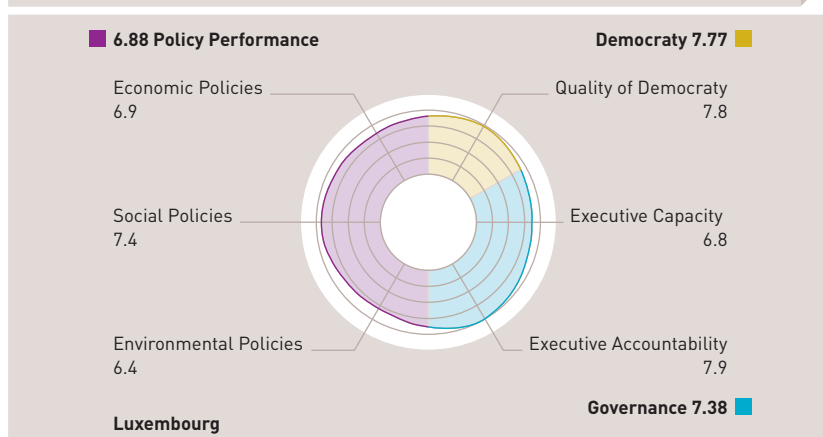 6.88 Policy Performance
Democraty 7.77
Economic Policies
6.9
Quality of Democraty
7.8
Social Policies
7.4
Executive Capacity
6.8
Environmental Policies
6.4
Executive Accountability
7.9
Governance 7.38
Luxembourg